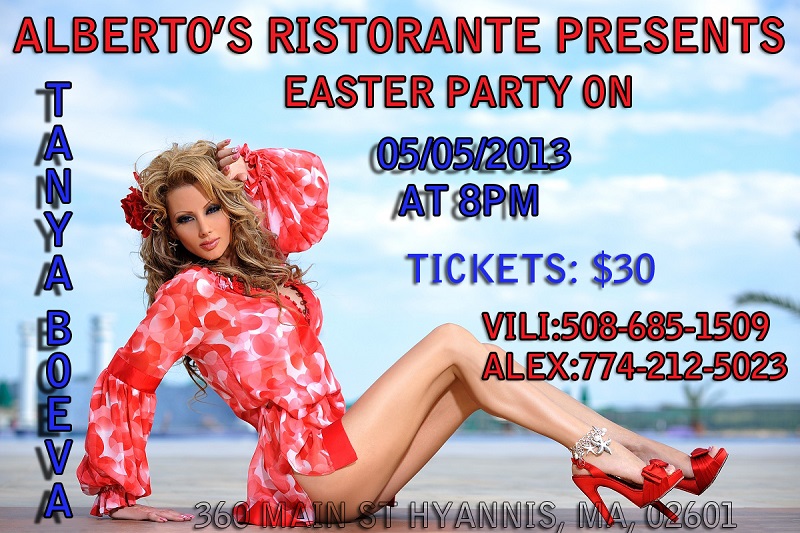 ALBERTO'S RISTORANTE PRESENTS
EASTER PARTY ON
TANYA BOEVA
05/05/2013
AT 8PM
TICKETS: $30
VILI:508-685-1509
ALEX:774-212-5023
360 MAIN ST HYANNIS, MA, 02601